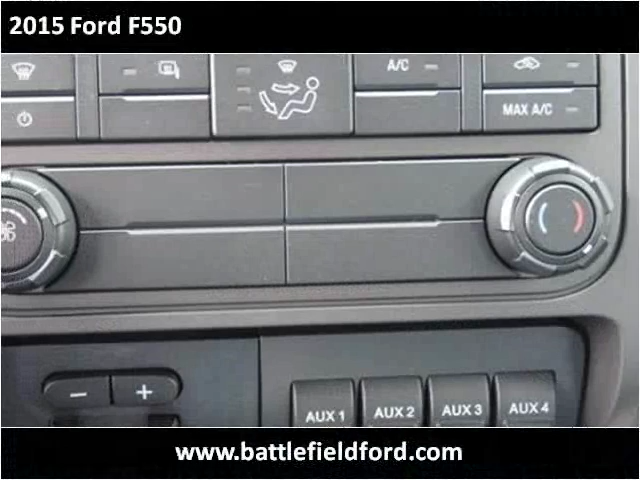 2015 Ford F550
A/C
MAX A/C
− +
AUX 1 AUX 2 AUX 3 AUX 4
www.battlefieldford.com